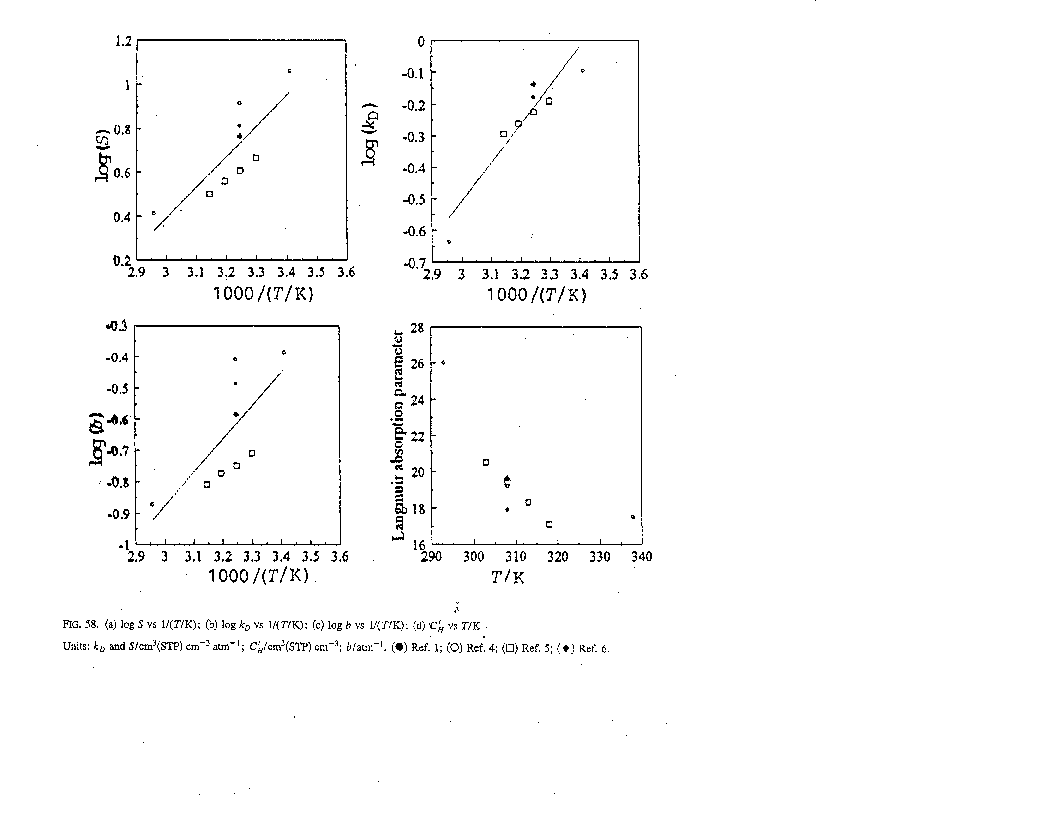 1.2
1
0.8
0.6
0.4
0.2
log (S)
2.9 3 3.1 3.2 3.3 3.4 3.5 3.6
1000/(T/K)
0
-0.1
-0.2
-0.3
-0.4
-0.5
-0.6
-0.7
log (kD)
2.9 3 3.1 3.2 3.3 3.4 3.5 3.6
1000/(T/K)
-0.3
-0.4
-0.5
-0.6
-0.7
-0.8
-0.9
-1
log (b)
2.9 3 3.1 3.2 3.3 3.4 3.5 3.6
1000/(T/K)
28
26
24
22
20
18
16
Langmuir absorption parameter
290 300 310 320 330 340
T/K
FIG. 58. (a) log S vs 1/(T/K); (b) log kD vs 1/(T/K); (c) log b vs 1/(T/K); (d) C′H vs T/K
Units: kD and S/cm³(STP) cm⁻³ atm⁻¹; C′H/cm³(STP) cm⁻³; b/atm⁻¹. (●) Ref. 1; (○) Ref. 4; (□) Ref. 5; (◆) Ref. 6.